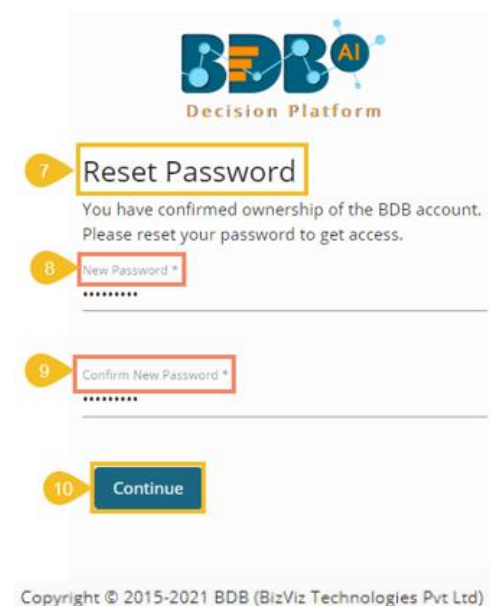 BDB AI
Decision Platform
7 Reset Password
You have confirmed ownership of the BDB account.
Please reset your password to get access.
8 New Password *
•••••••••
9 Confirm New Password *
•••••••••
10 Continue
Copyright © 2015-2021 BDB (BizViz Technologies Pvt Ltd)